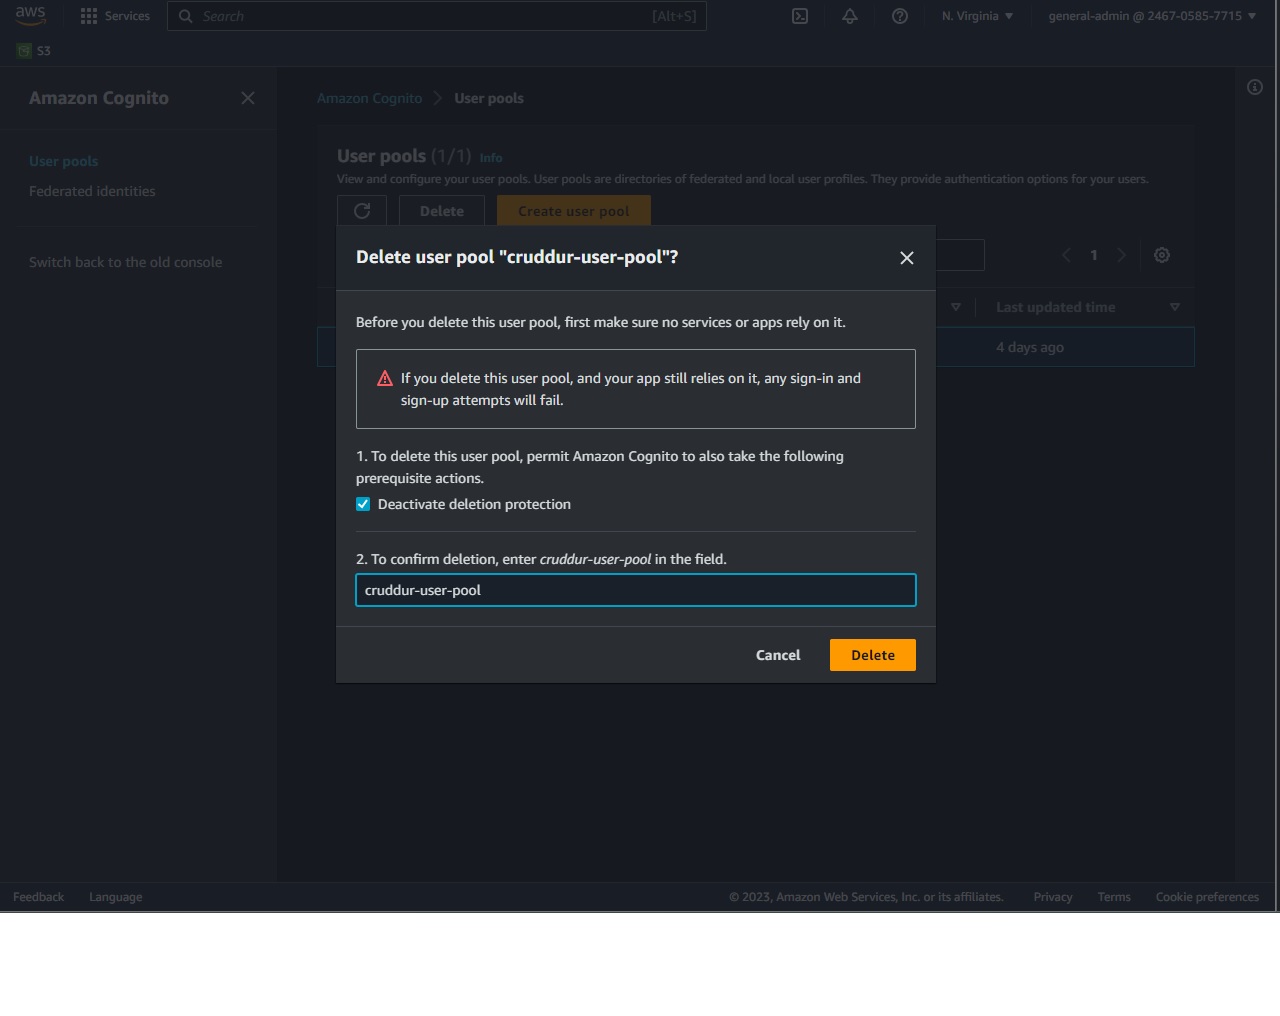 aws
Services
Search
[Alt+S]
N. Virginia
general-admin @ 2467-0585-7715
S3
Amazon Cognito
User pools
Federated identities
Switch back to the old console
Amazon Cognito
User pools
User pools (1/1) Info
View and configure your user pools. User pools are directories of federated and local user profiles. They provide authentication options for your users.
Delete
Create user pool
1
Last updated time
4 days ago
Delete user pool "cruddur-user-pool"?
Before you delete this user pool, first make sure no services or apps rely on it.
If you delete this user pool, and your app still relies on it, any sign-in and
sign-up attempts will fail.
1. To delete this user pool, permit Amazon Cognito to also take the following
prerequisite actions.
Deactivate deletion protection
2. To confirm deletion, enter cruddur-user-pool in the field.
cruddur-user-pool
Cancel
Delete
Feedback
Language
© 2023, Amazon Web Services, Inc. or its affiliates.
Privacy
Terms
Cookie preferences